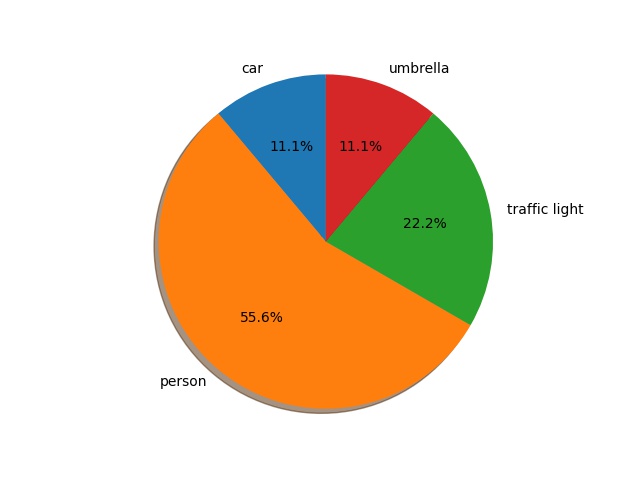 car
umbrella
11.1%
11.1%
traffic light
22.2%
55.6%
person